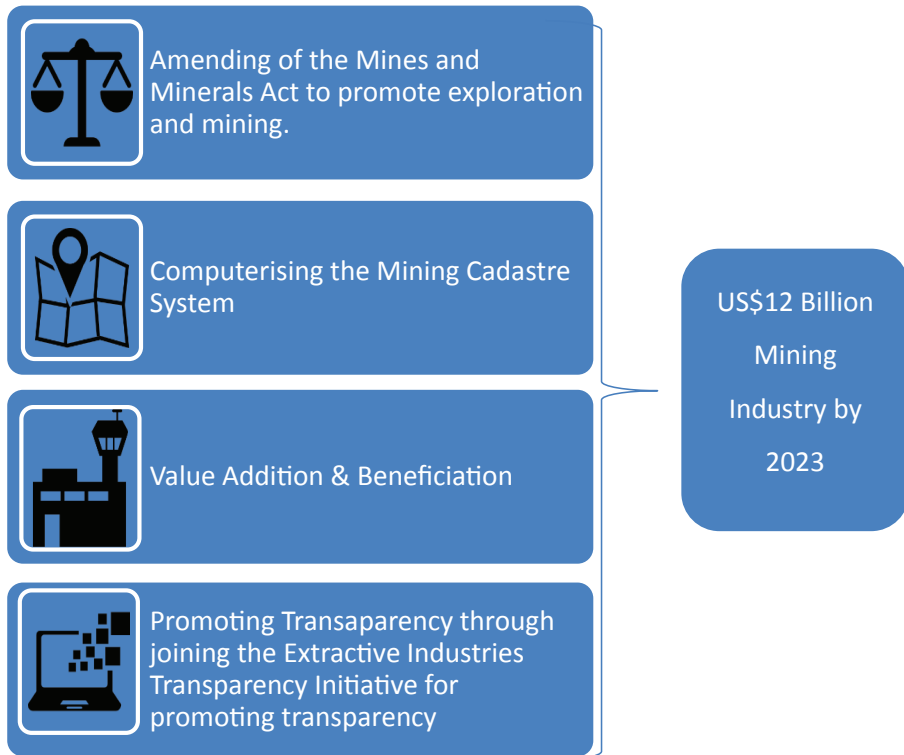 Amending of the Mines and
Minerals Act to promote exploration
and mining.
Computerising the Mining Cadastre
System
Value Addition & Beneficiation
Promoting Transaparency through
joining the Extractive Industries
Transparency Initiative for
promoting transparency
US$12 Billion
Mining
Industry by
2023